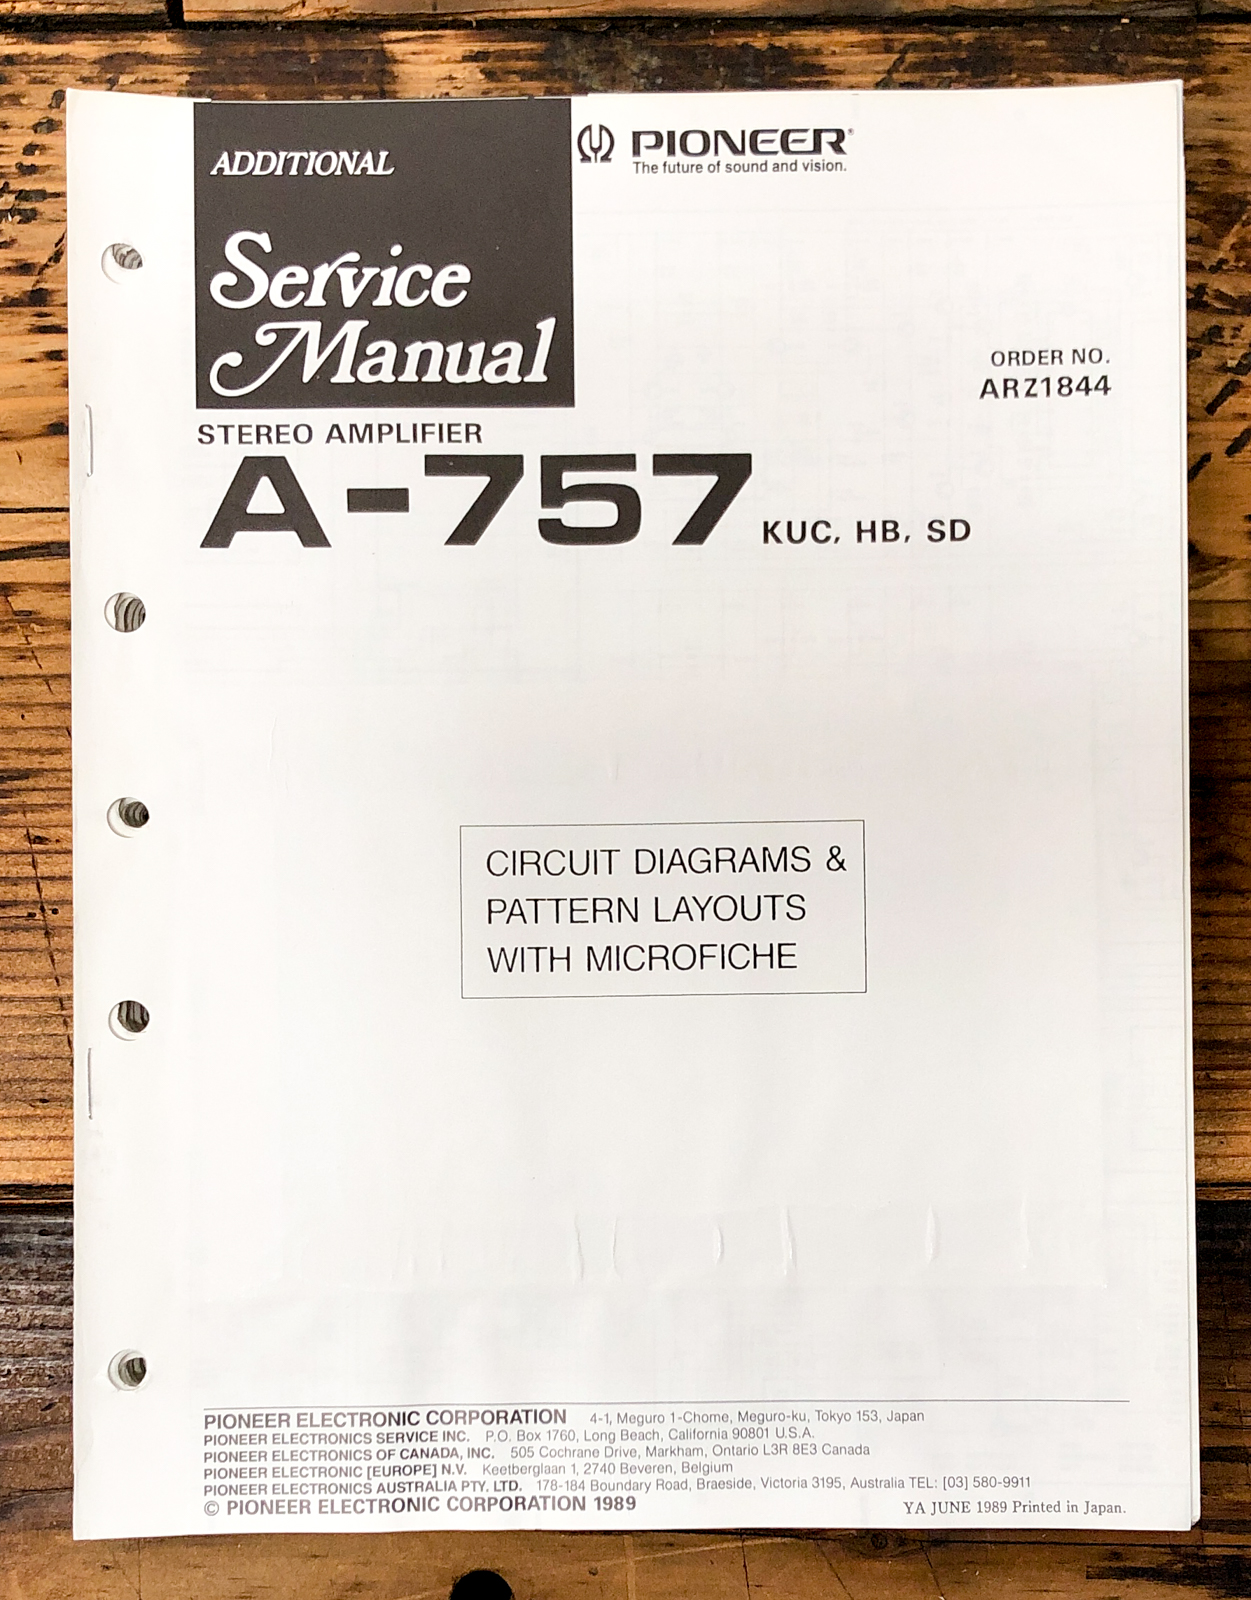 ADDITIONAL
Service
Manual
PIONEER®
The future of sound and vision.
ORDER NO.
ARZ1844
STEREO AMPLIFIER
A-757 KUC, HB, SD
CIRCUIT DIAGRAMS &
PATTERN LAYOUTS
WITH MICROFICHE
PIONEER ELECTRONIC CORPORATION 4-1, Meguro 1-Chome, Meguro-ku, Tokyo 153, Japan
PIONEER ELECTRONICS SERVICE INC. P.O. Box 1760, Long Beach, California 90801 U.S.A.
PIONEER ELECTRONICS OF CANADA, INC. 505 Cochrane Drive, Markham, Ontario L3R 8E3 Canada
PIONEER ELECTRONIC [EUROPE] N.V. Keetberglaan 1, 2740 Beveren, Belgium
PIONEER ELECTRONICS AUSTRALIA PTY. LTD. 178-184 Boundary Road, Braeside, Victoria 3195, Australia TEL: [03] 580-9911
© PIONEER ELECTRONIC CORPORATION 1989
YA JUNE 1989 Printed in Japan.